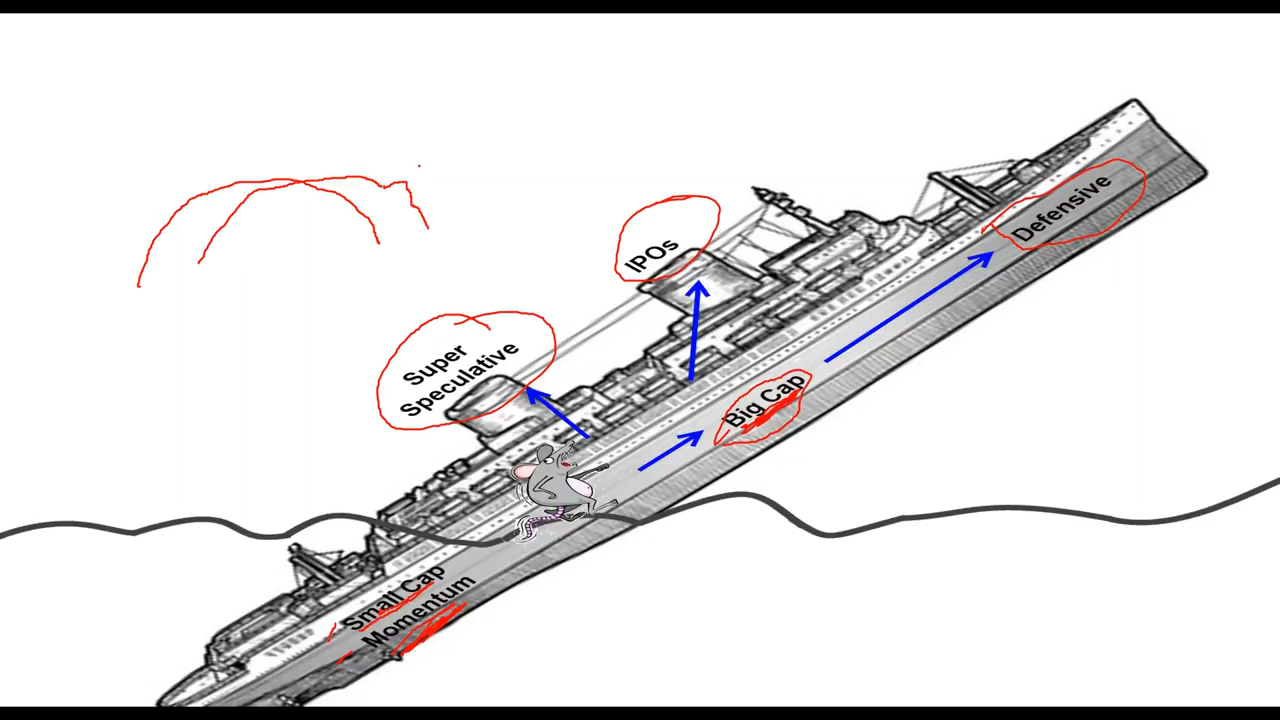 Defensive
IPOs
Super
Speculative
Big Cap
Small Cap
Momentum